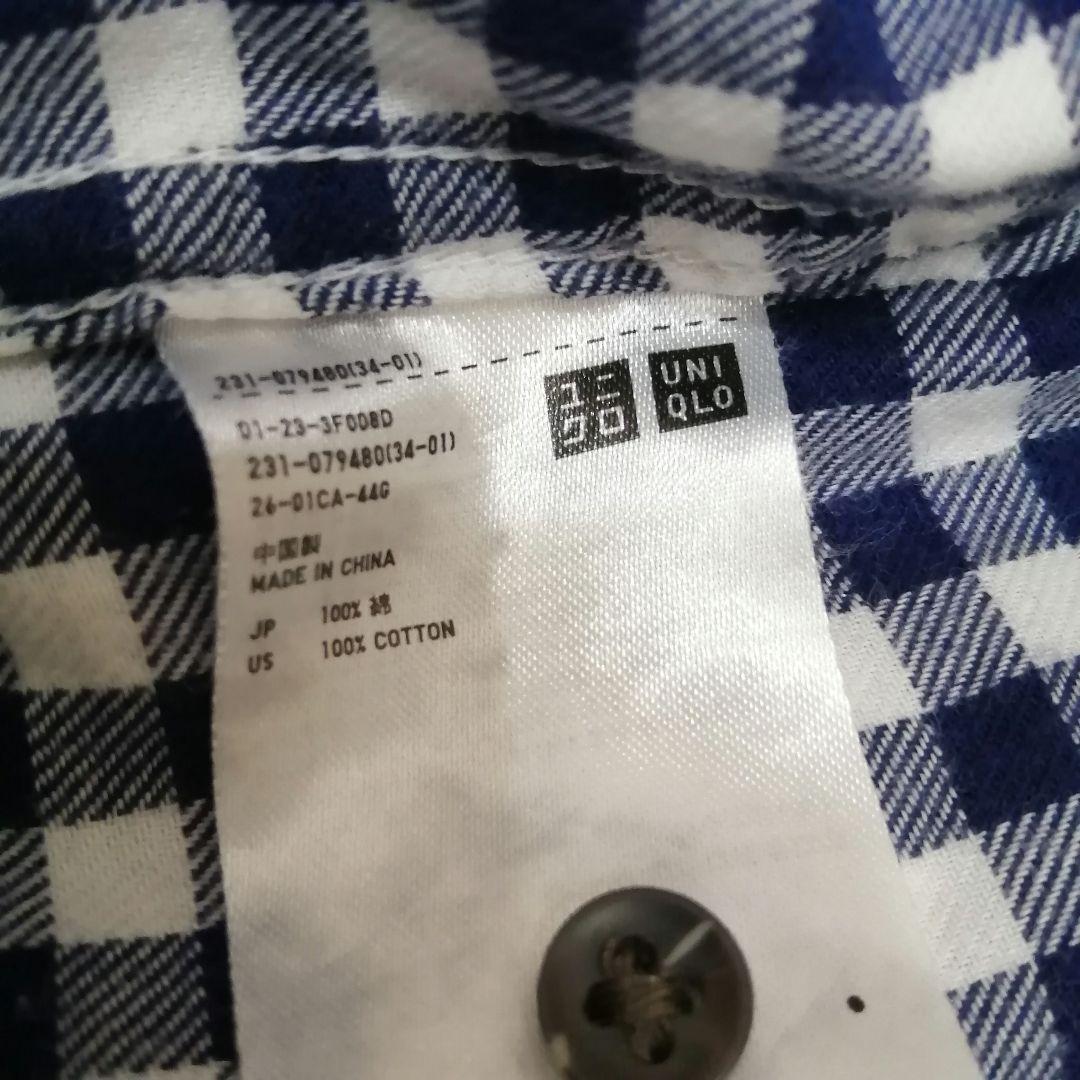 231-079480(34-01)
ユニ
クロ
UNI
QLO
01-23-3F008D
231-079480(34-01)
26-01CA-44G
中国製
MADE IN CHINA
JP 100% 綿
US 100% COTTON